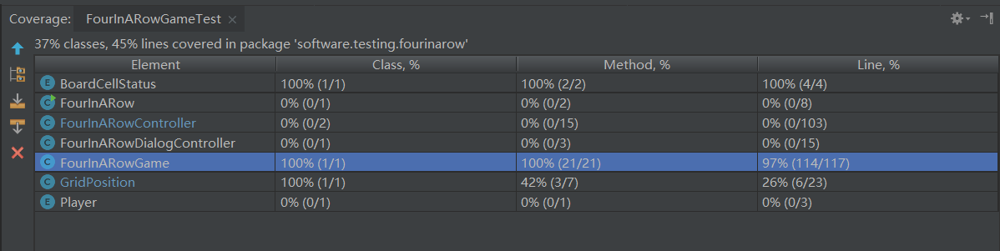 Coverage: FourInARowGameTest
37% classes, 45% lines covered in package 'software.testing.fourinarow'
Element Class, % Method, % Line, %
E BoardCellStatus 100% (1/1) 100% (2/2) 100% (4/4)
C FourInARow 0% (0/1) 0% (0/2) 0% (0/8)
C FourInARowController 0% (0/2) 0% (0/15) 0% (0/103)
C FourInARowDialogController 0% (0/1) 0% (0/3) 0% (0/15)
C FourInARowGame 100% (1/1) 100% (21/21) 97% (114/117)
C GridPosition 100% (1/1) 42% (3/7) 26% (6/23)
E Player 0% (0/1) 0% (0/1) 0% (0/3)